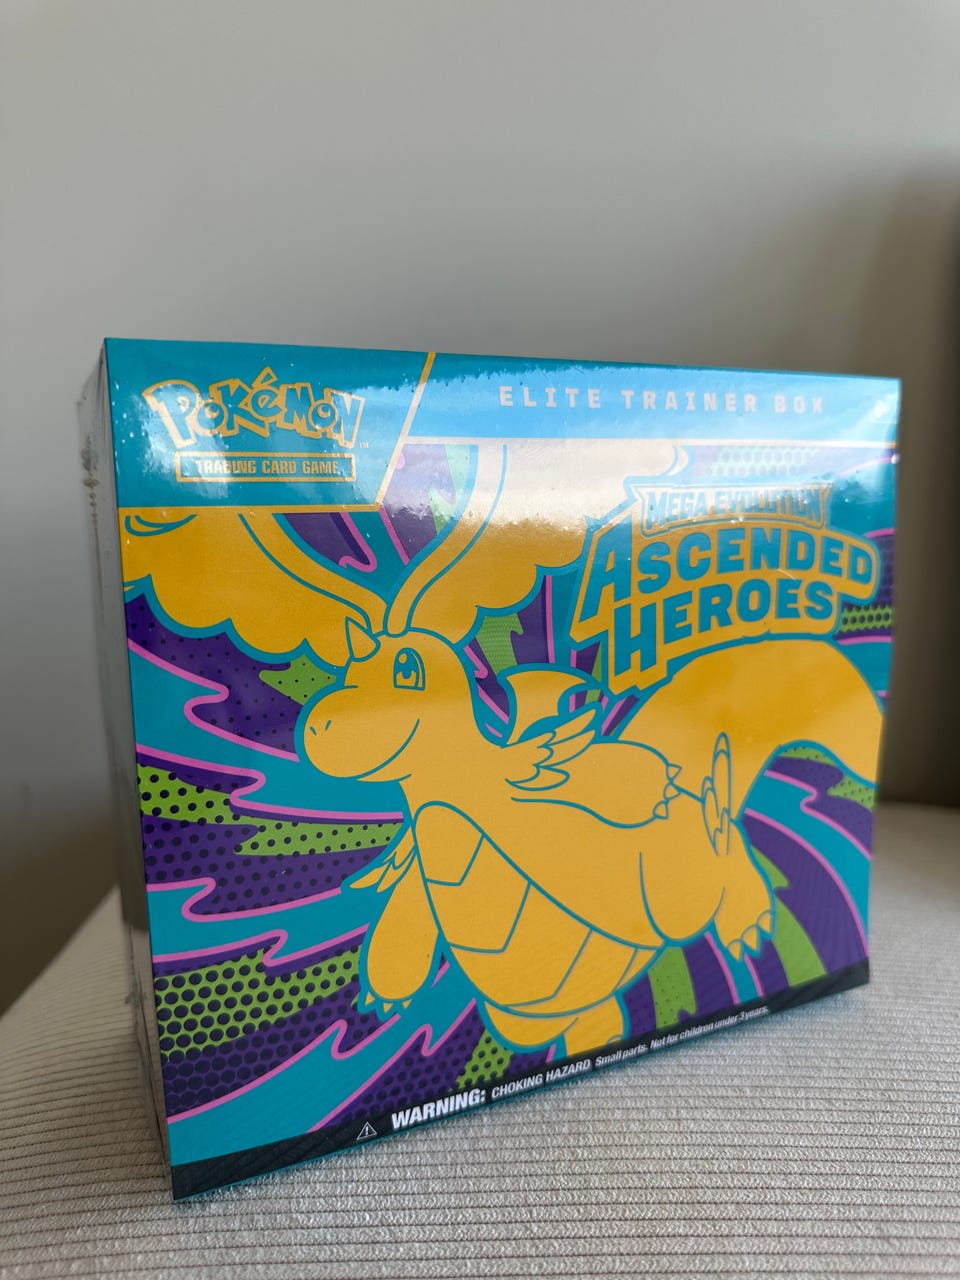 POKéMON
TRADING CARD GAME
ELITE TRAINER BOX
MEGA EVOLUTION
ASCENDED
HEROES
WARNING: CHOKING HAZARD Small parts. Not for children under 3 years.